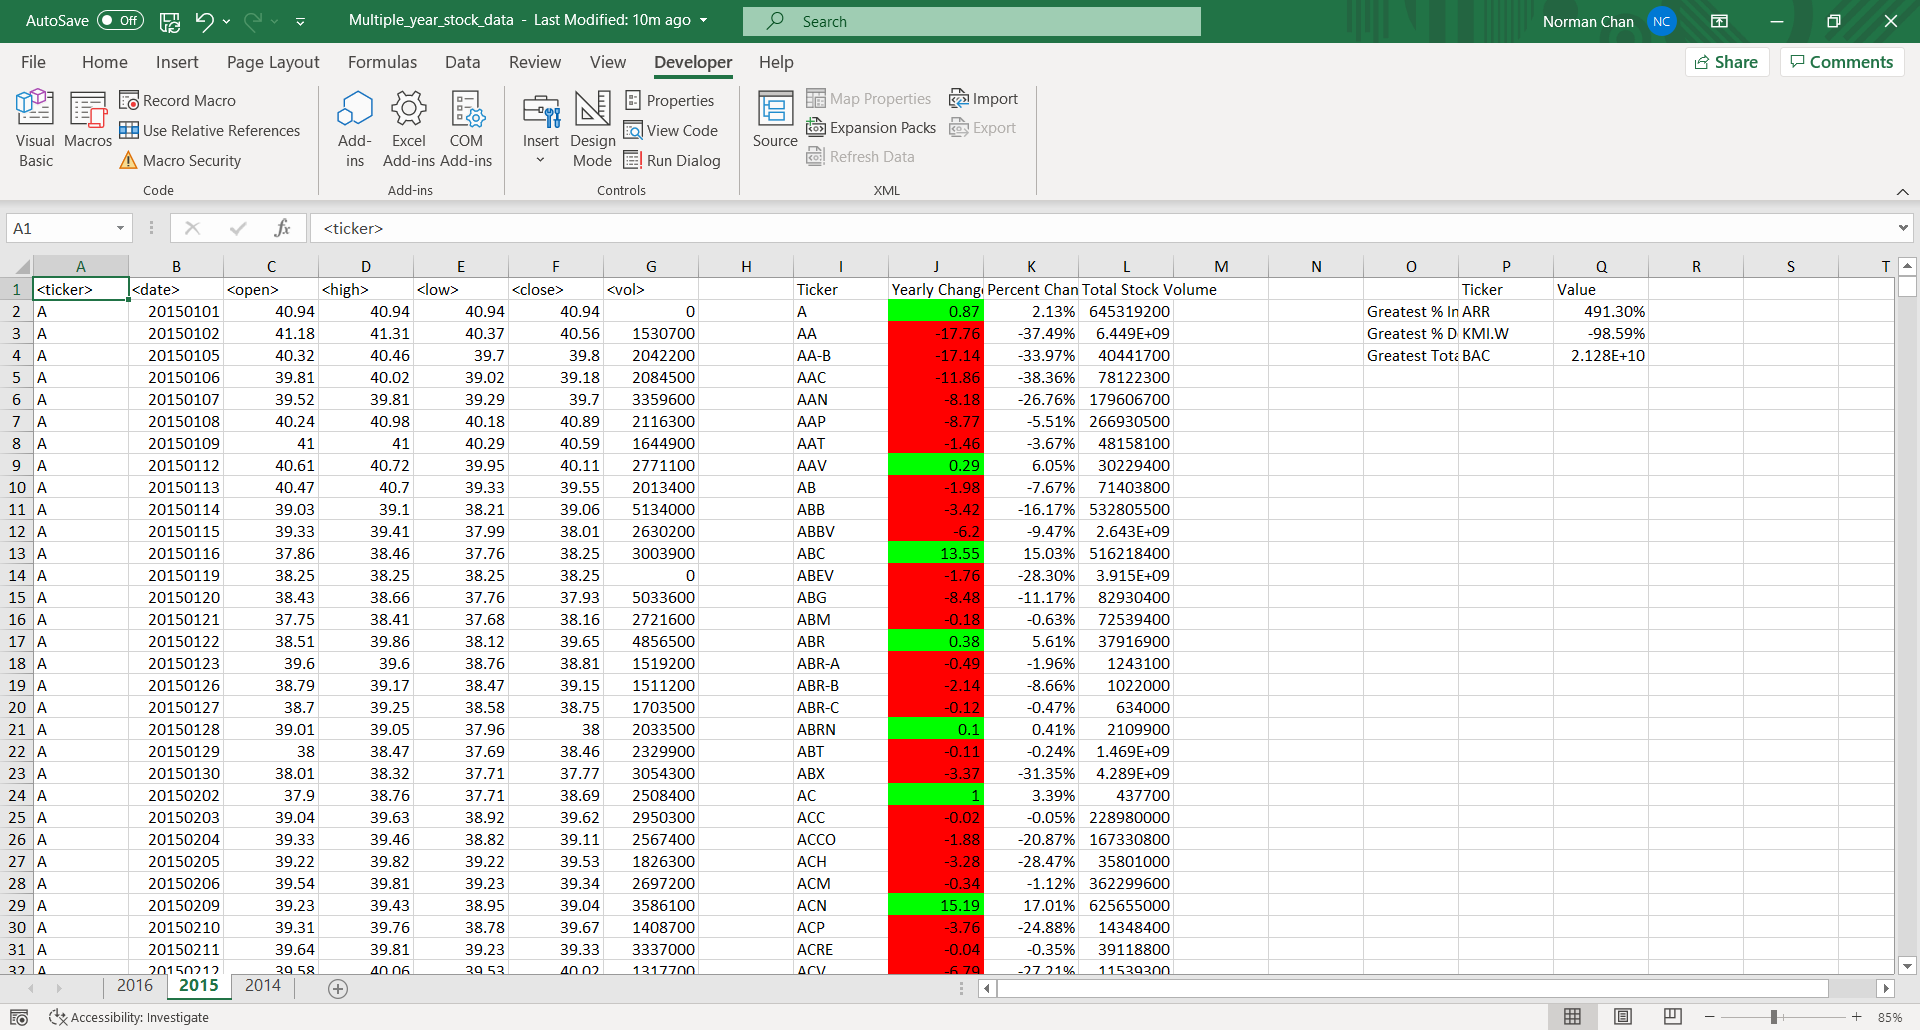 AutoSave Off Multiple_year_stock_data - Last Modified: 10m ago Search Norman Chan NC
File Home Insert Page Layout Formulas Data Review View Developer Help Share Comments
Visual Basic
Macros
Record Macro
Use Relative References
Macro Security
Code
Add-ins
Excel Add-ins
COM Add-ins
Add-ins
Insert
Design Mode
Properties
View Code
Run Dialog
Controls
Source
Map Properties
Expansion Packs
Refresh Data
Import
Export
XML
A1 fx <ticker>
A B C D E F G H I J K L M N O P Q R S T
1 <ticker> <date> <open> <high> <low> <close> <vol> Ticker Yearly Chang Percent Chan Total Stock Volume Ticker Value
2 A 20150101 40.94 40.94 40.94 40.94 0 A 0.87 2.13% 645319200 Greatest % In ARR 491.30%
3 A 20150102 41.18 41.31 40.37 40.56 1530700 AA -17.76 -37.49% 6.449E+09 Greatest % D KMI.W -98.59%
4 A 20150105 40.32 40.46 39.7 39.8 2042200 AA-B -17.14 -33.97% 40441700 Greatest Tota BAC 2.128E+10
5 A 20150106 39.81 40.02 39.02 39.18 2084500 AAC -11.86 -38.36% 78122300
6 A 20150107 39.52 39.81 39.29 39.7 3359600 AAN -8.18 -26.76% 179606700
7 A 20150108 40.24 40.98 40.18 40.89 2116300 AAP -8.77 -5.51% 266930500
8 A 20150109 41 41 40.29 40.59 1644900 AAT -1.46 -3.67% 48158100
9 A 20150112 40.61 40.72 39.95 40.11 2771100 AAV 0.29 6.05% 30229400
10 A 20150113 40.47 40.7 39.33 39.55 2013400 AB -1.98 -7.67% 71403800
11 A 20150114 39.03 39.1 38.21 39.06 5134000 ABB -3.42 -16.17% 532805500
12 A 20150115 39.33 39.41 37.99 38.01 2630200 ABBV -6.2 -9.47% 2.643E+09
13 A 20150116 37.86 38.46 37.76 38.25 3003900 ABC 13.55 15.03% 516218400
14 A 20150119 38.25 38.25 38.25 38.25 0 ABEV -1.76 -28.30% 3.915E+09
15 A 20150120 38.43 38.66 37.76 37.93 5033600 ABG -8.48 -11.17% 82930400
16 A 20150121 37.75 38.41 37.68 38.16 2721600 ABM -0.18 -0.63% 72539400
17 A 20150122 38.51 39.86 38.12 39.65 4856500 ABR 0.38 5.61% 37916900
18 A 20150123 39.6 39.6 38.76 38.81 1519200 ABR-A -0.49 -1.96% 1243100
19 A 20150126 38.79 39.17 38.47 39.15 1511200 ABR-B -2.14 -8.66% 1022000
20 A 20150127 38.7 39.25 38.58 38.75 1703500 ABR-C -0.12 -0.47% 634000
21 A 20150128 39.01 39.05 37.96 38 2033500 ABRN 0.1 0.41% 2109900
22 A 20150129 38 38.47 37.69 38.46 2329900 ABT -0.11 -0.24% 1.469E+09
23 A 20150130 38.01 38.32 37.71 37.77 3054300 ABX -3.37 -31.35% 4.289E+09
24 A 20150202 37.9 38.76 37.71 38.69 2508400 AC 1 3.39% 437700
25 A 20150203 39.04 39.63 38.92 39.62 2950300 ACC -0.02 -0.05% 228980000
26 A 20150204 39.33 39.46 38.82 39.11 2567400 ACCO -1.88 -20.87% 167330800
27 A 20150205 39.22 39.82 39.22 39.53 1826300 ACH -3.28 -28.47% 35801000
28 A 20150206 39.54 39.81 39.23 39.34 2697200 ACM -0.34 -1.12% 362299600
29 A 20150209 39.23 39.43 38.95 39.04 3586100 ACN 15.19 17.01% 625655000
30 A 20150210 39.31 39.76 38.78 39.67 1408700 ACP -3.76 -24.88% 14348400
31 A 20150211 39.64 39.81 39.23 39.33 3337000 ACRE -0.04 -0.35% 39118800
32 A 20150212 39.58 40.06 39.53 40.02 1317700 ACV -6.79 -27.21% 11539300
2016 2015 2014
Accessibility: Investigate 85%